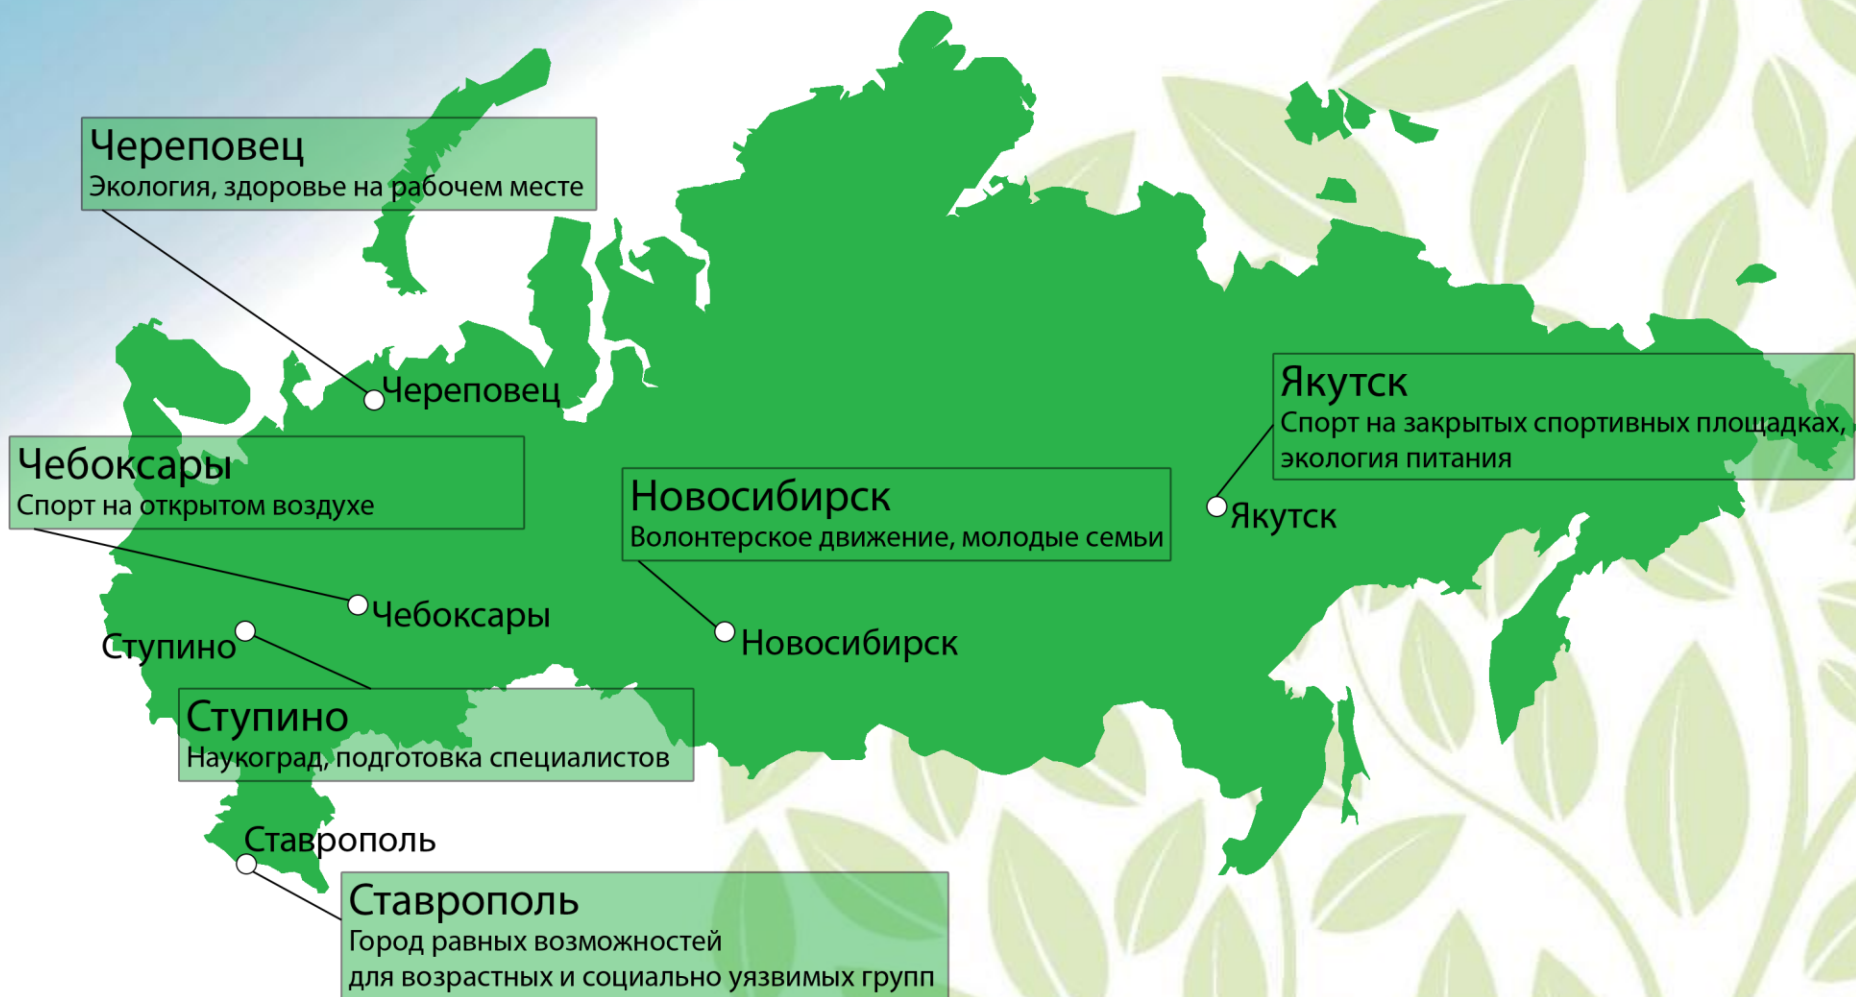 Череповец
Экология, здоровье на рабочем месте
Череповец
Чебоксары
Спорт на открытом воздухе
Чебоксары
Новосибирск
Волонтерское движение, молодые семьи
Новосибирск
Якутск
Спорт на закрытых спортивных площадках,
экология питания
Якутск
Ступино
Ступино
Наукоград, подготовка специалистов
Ставрополь
Ставрополь
Город равных возможностей
для возрастных и социально уязвимых групп